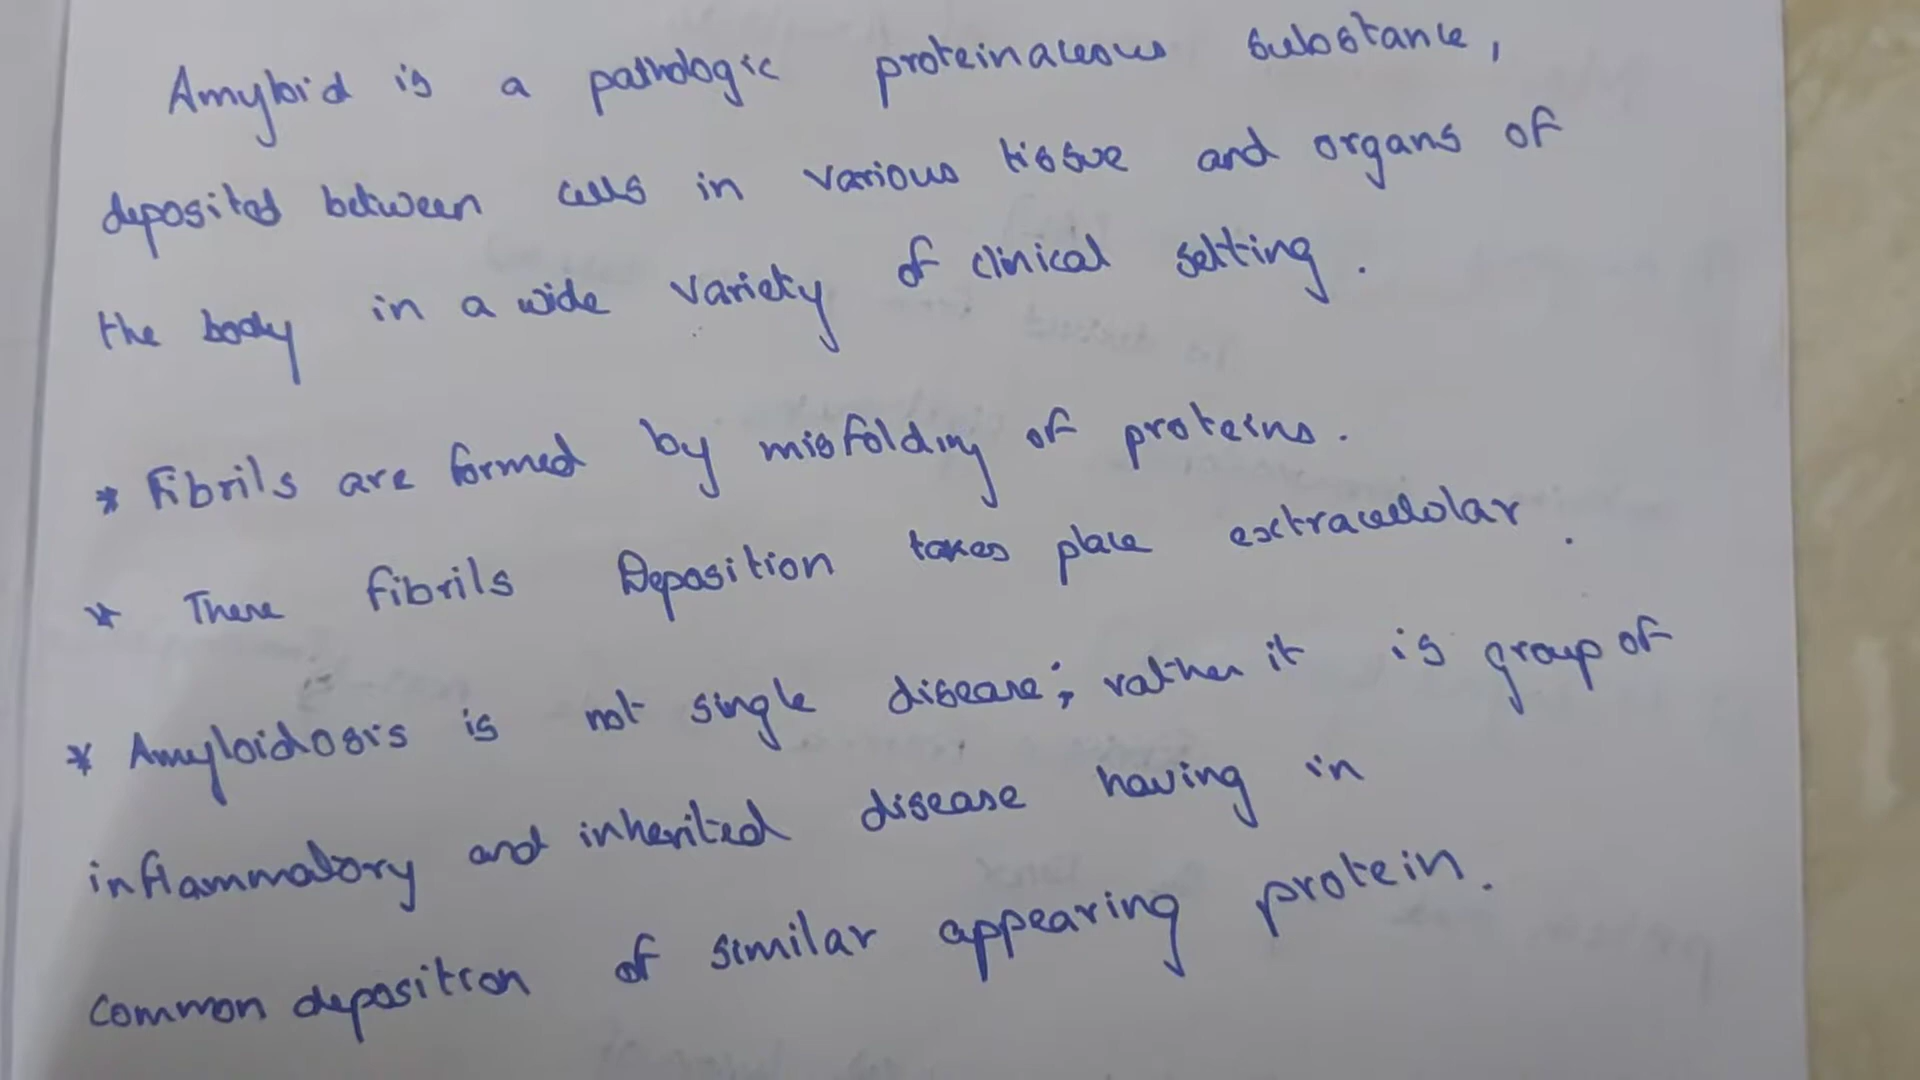 Amyloid is a pathologic proteinaceous substance,
deposited between cells in various tissue and organs of
the body in a wide variety of clinical setting.
* Fibrils are formed by misfolding of proteins.
* There fibrils Deposition takes place extracellolar.
* Amyloidosis is not single disease; rather it is group of
inflammatory and inherited disease having in
common deposition of similar appearing protein.